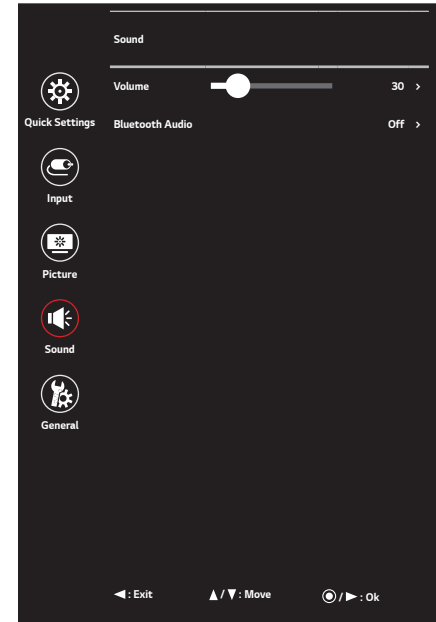 Sound
Volume 30 >
Quick Settings
Bluetooth Audio Off >
Input
Picture
Sound
General
◄ : Exit ▲ / ▼ : Move ◉ / ► : Ok